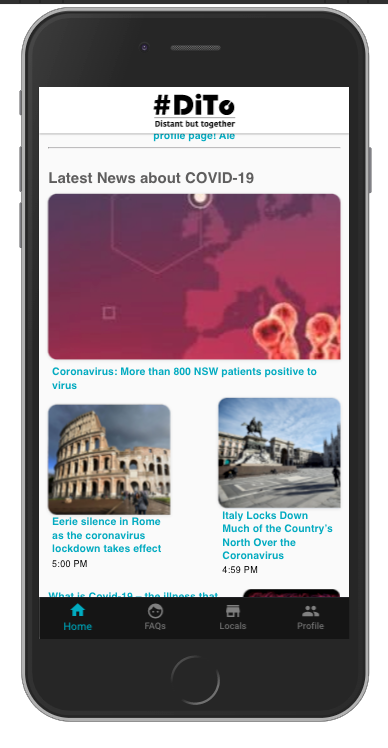 #DiTo
Distant but together
profile page! Ale
Latest News about COVID-19
Coronavirus: More than 800 NSW patients positive to
virus
Eerie silence in Rome
as the coronavirus
lockdown takes effect
5:00 PM
Italy Locks Down
Much of the Country's
North Over the
Coronavirus
4:59 PM
What is Covid-19 – the illness that
Home
FAQs
Locals
Profile